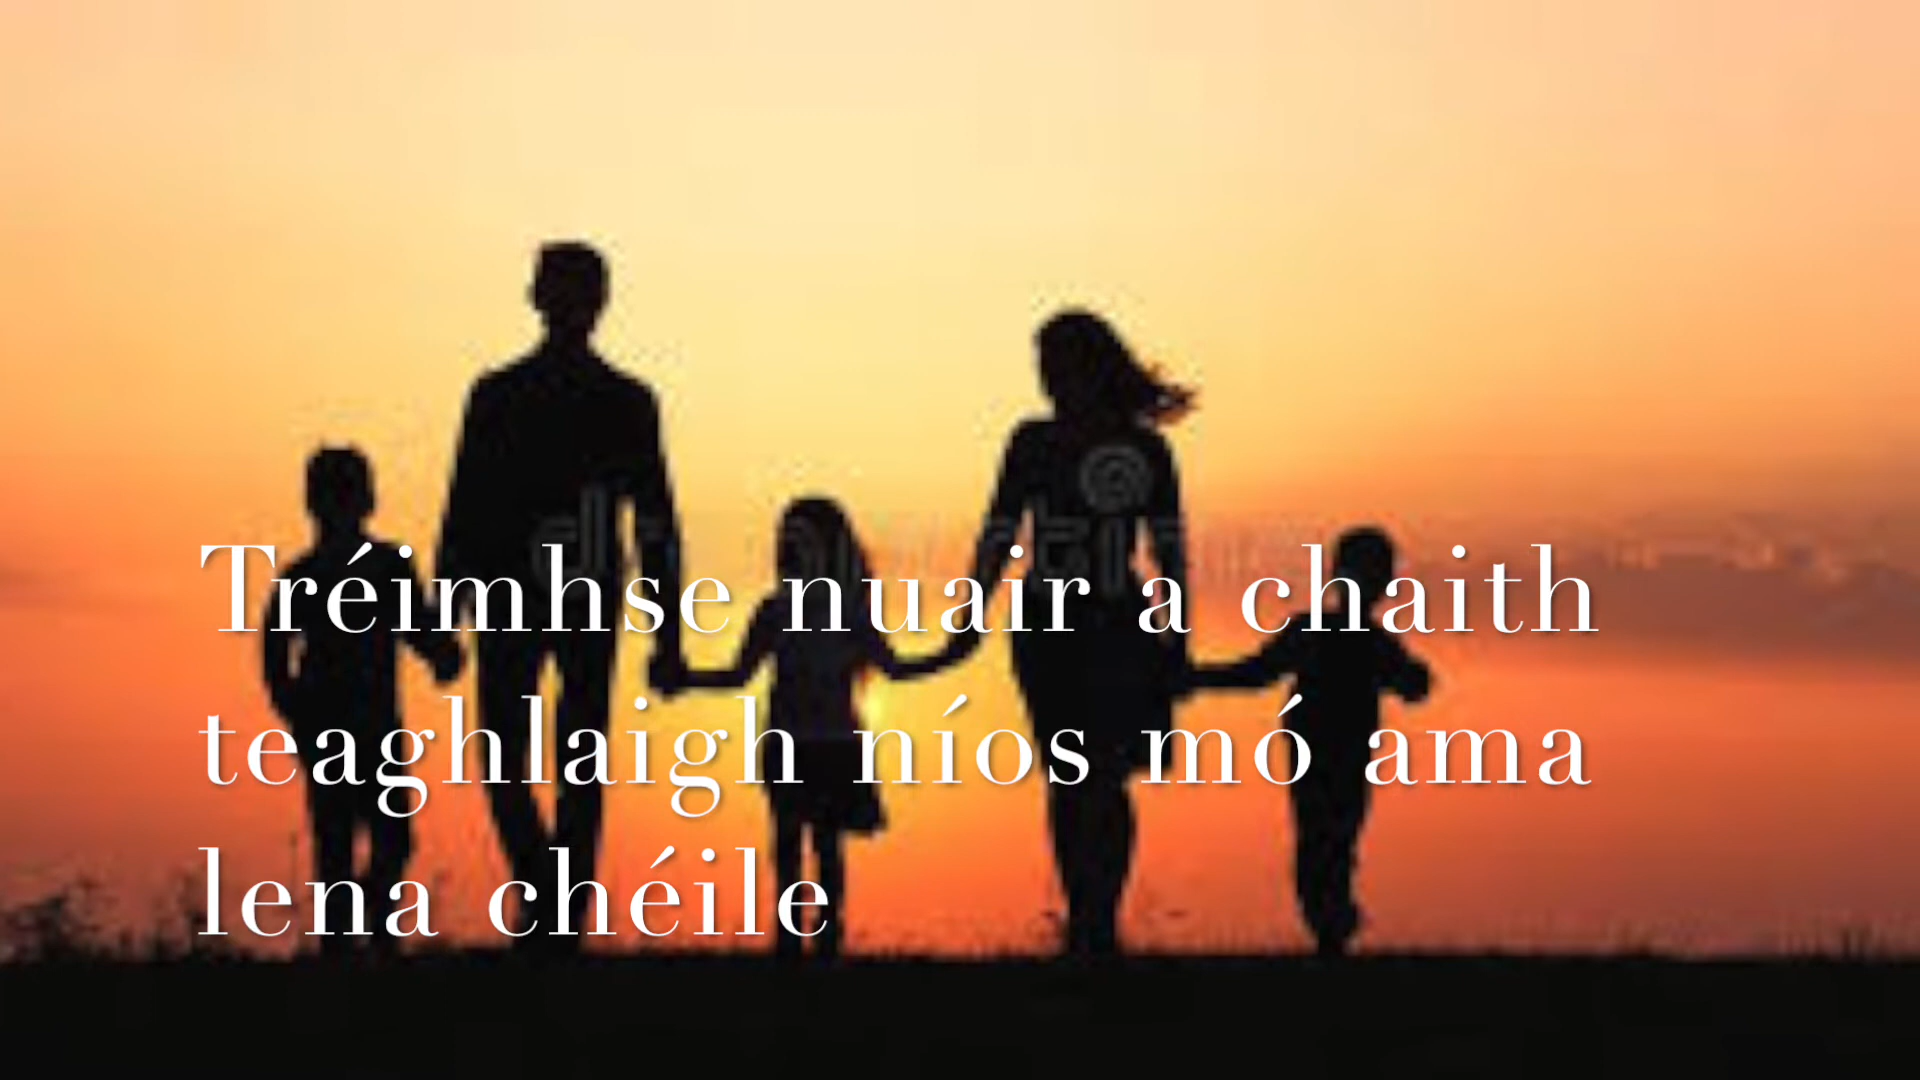 Tréimhse nuair a chaith
teaghlaigh níos mó ama
lena chéile